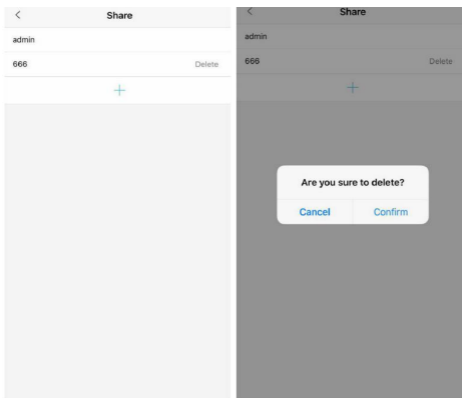 Share
admin
666 Delete
Share
admin
666 Delete
Are you sure to delete?
Cancel Confirm